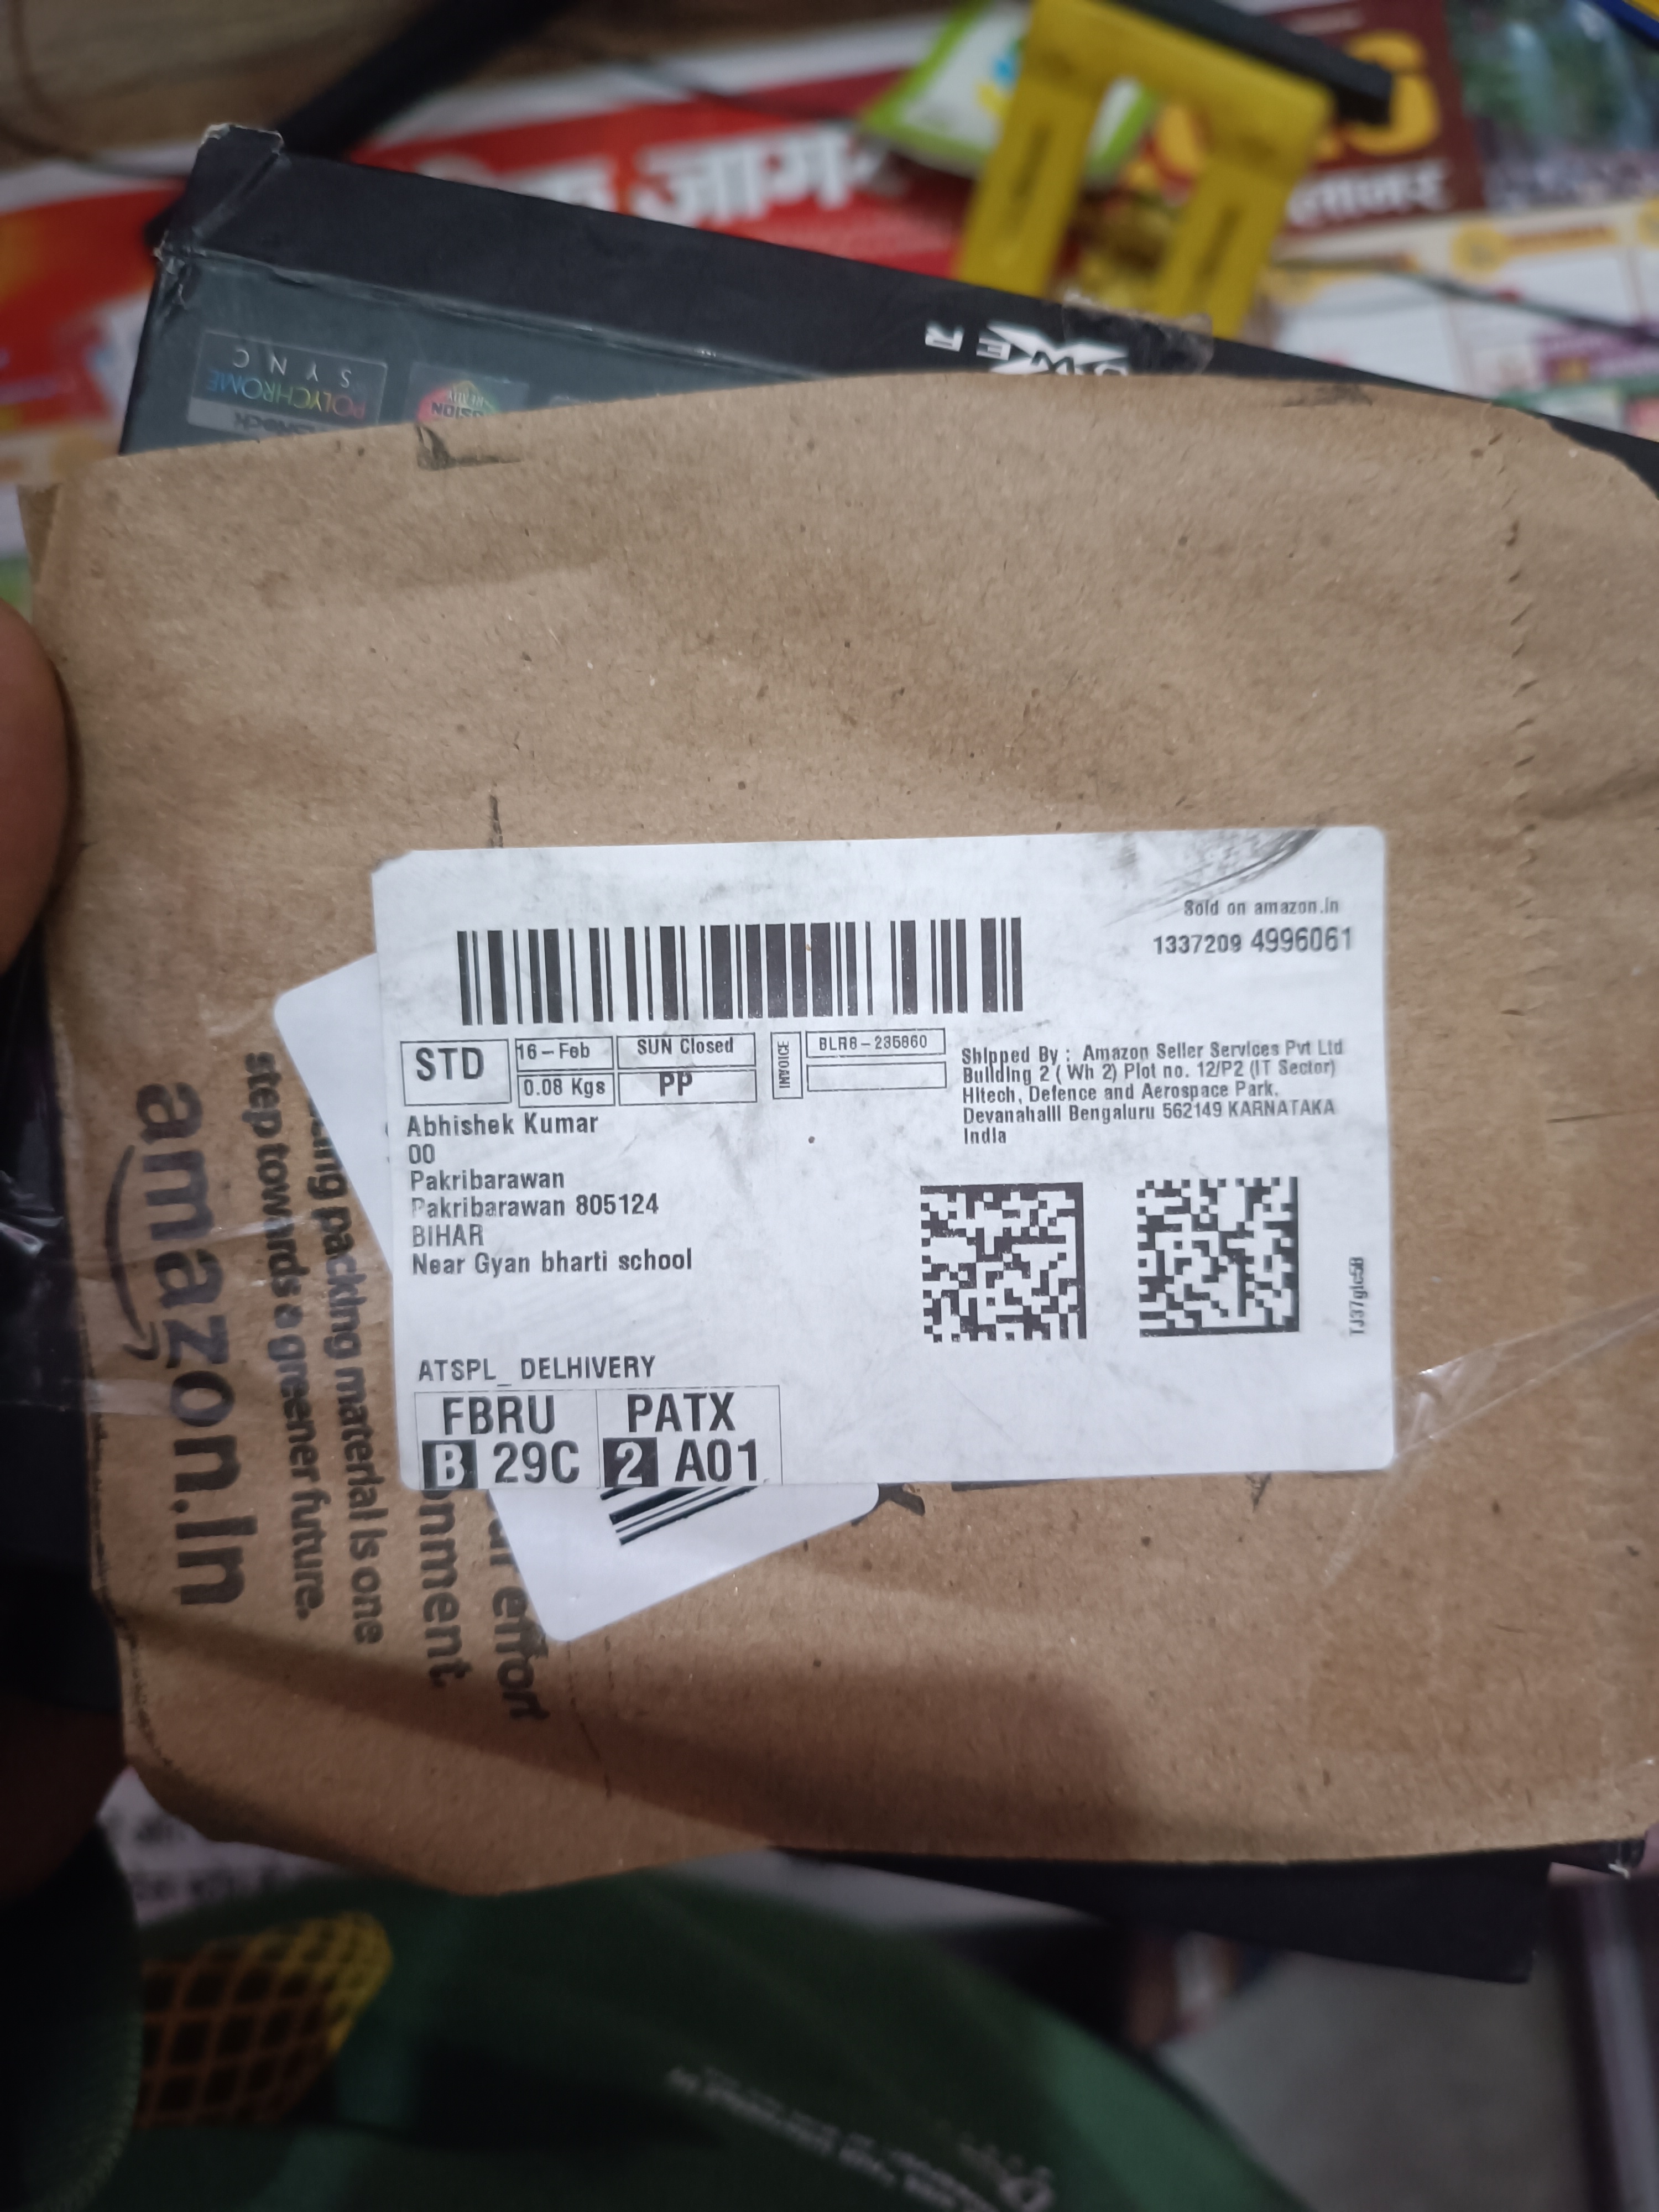 जागर
POLYCHROME
SYNC
Sold on amazon.in
1337209 4996061
STD
16-Feb
SUN Closed
0.08 Kgs
PP
INVOICE
BLR8-235860
Shipped By : Amazon Seller Services Pvt Ltd
Building 2 ( Wh 2) Plot no. 12/P2 (IT Sector)
Hitech, Defence and Aerospace Park,
Devanahalli Bengaluru 562149 KARNATAKA
India
Abhishek Kumar
00
Pakribarawan
Pakribarawan 805124
BIHAR
Near Gyan bharti school
TJ37gic58
ATSPL_DELHIVERY
FBRU PATX
B 29C 2 A01
effort
packing material is one
step towards a greener future.
amazon.in